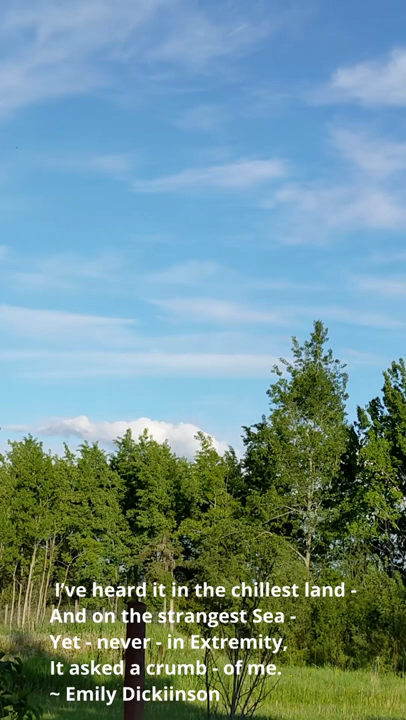 I've heard it in the chillest land -
And on the strangest Sea -
Yet - never - in Extremity,
It asked a crumb - of me.
~ Emily Dickiinson